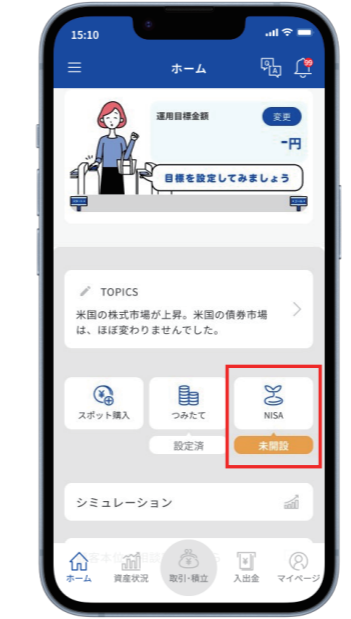 15:10
ホーム
99
運用目標金額
変更
-円
目標を設定してみましょう
TOPICS
米国の株式市場が上昇。米国の債券市場
は、ほぼ変わりませんでした。
スポット購入
つみたて
NISA
設定済
未開設
シミュレーション
ホーム
資産状況
取引・積立
入出金
マイページ